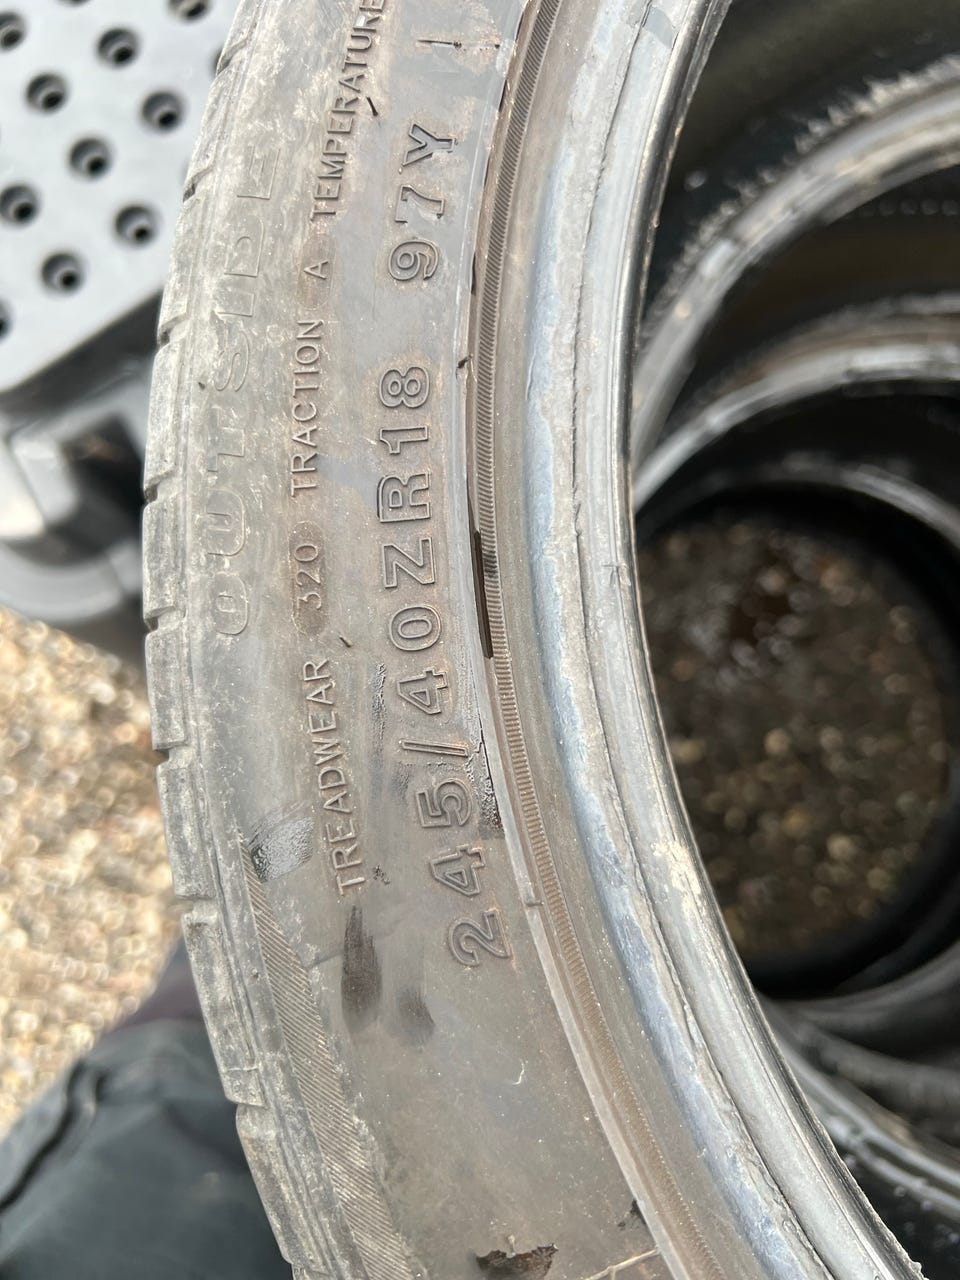 OUTSIDE
TREADWEAR 320 TRACTION A TEMPERATURE
245/40ZR18 97Y